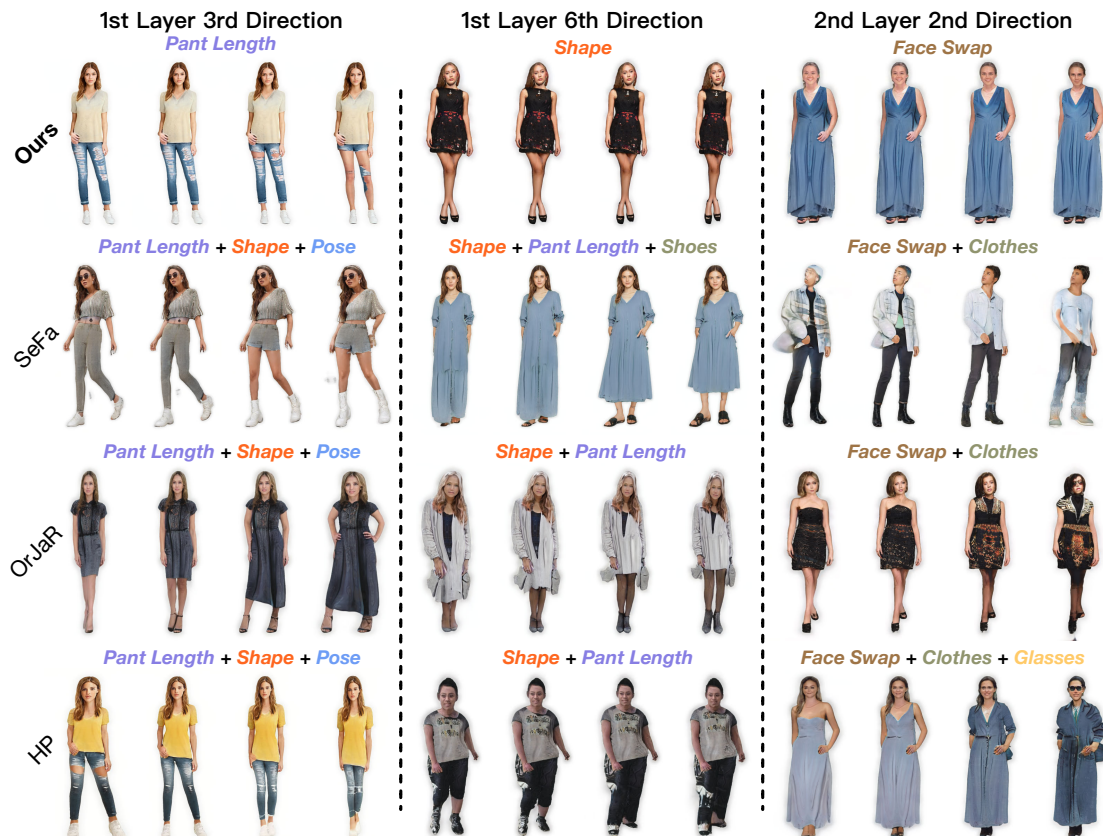 1st Layer 3rd Direction
1st Layer 6th Direction
2nd Layer 2nd Direction
Ours
Pant Length
Shape
Face Swap
SeFa
Pant Length + Shape + Pose
Shape + Pant Length + Shoes
Face Swap + Clothes
OrJaR
Pant Length + Shape + Pose
Shape + Pant Length
Face Swap + Clothes
HP
Pant Length + Shape + Pose
Shape + Pant Length
Face Swap + Clothes + Glasses